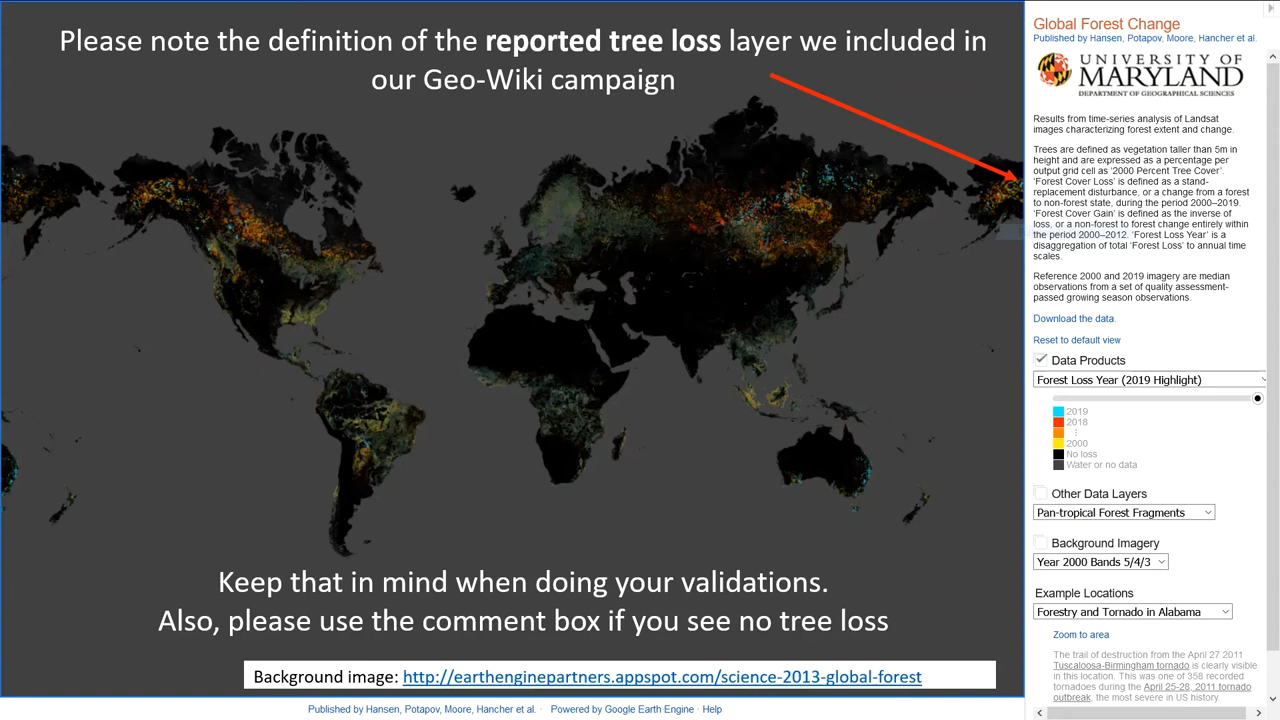 Please note the definition of the reported tree loss layer we included in
our Geo-Wiki campaign
Keep that in mind when doing your validations.
Also, please use the comment box if you see no tree loss
Background image: http://earthenginepartners.appspot.com/science-2013-global-forest
Published by Hansen, Potapov, Moore, Hancher et al. · Powered by Google Earth Engine · Help
Global Forest Change
Published by Hansen, Potapov, Moore, Hancher et al.
UNIVERSITY OF
MARYLAND
DEPARTMENT OF GEOGRAPHICAL SCIENCES
Results from time-series analysis of Landsat
images characterizing forest extent and change.
Trees are defined as vegetation taller than 5m in
height and are expressed as a percentage per
output grid cell as ‘2000 Percent Tree Cover’.
‘Forest Cover Loss’ is defined as a stand-
replacement disturbance, or a change from a forest
to non-forest state, during the period 2000–2019.
‘Forest Cover Gain’ is defined as the inverse of
loss, or a non-forest to forest change entirely within
the period 2000–2012. ‘Forest Loss Year’ is a
disaggregation of total ‘Forest Loss’ to annual time
scales.
Reference 2000 and 2019 imagery are median
observations from a set of quality assessment-
passed growing season observations.
Download the data.
Reset to default view
Data Products
Forest Loss Year (2019 Highlight)
2019
2018
⋮
2000
No loss
Water or no data
Other Data Layers
Pan-tropical Forest Fragments
Background Imagery
Year 2000 Bands 5/4/3
Example Locations
Forestry and Tornado in Alabama
Zoom to area
The trail of destruction from the April 27 2011
Tuscaloosa-Birmingham tornado is clearly visible
in this location. This was one of 358 recorded
tornadoes during the April 25-28, 2011 tornado
outbreak, the most severe in US history.